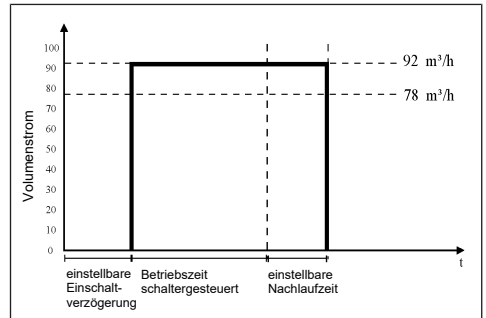 100
90
80
70
60
50
40
30
20
10
0
Volumenstrom
92 m³/h
78 m³/h
t
einstellbare
Einschalt-
verzögerung
Betriebszeit
schaltergesteuert
einstellbare
Nachlaufzeit